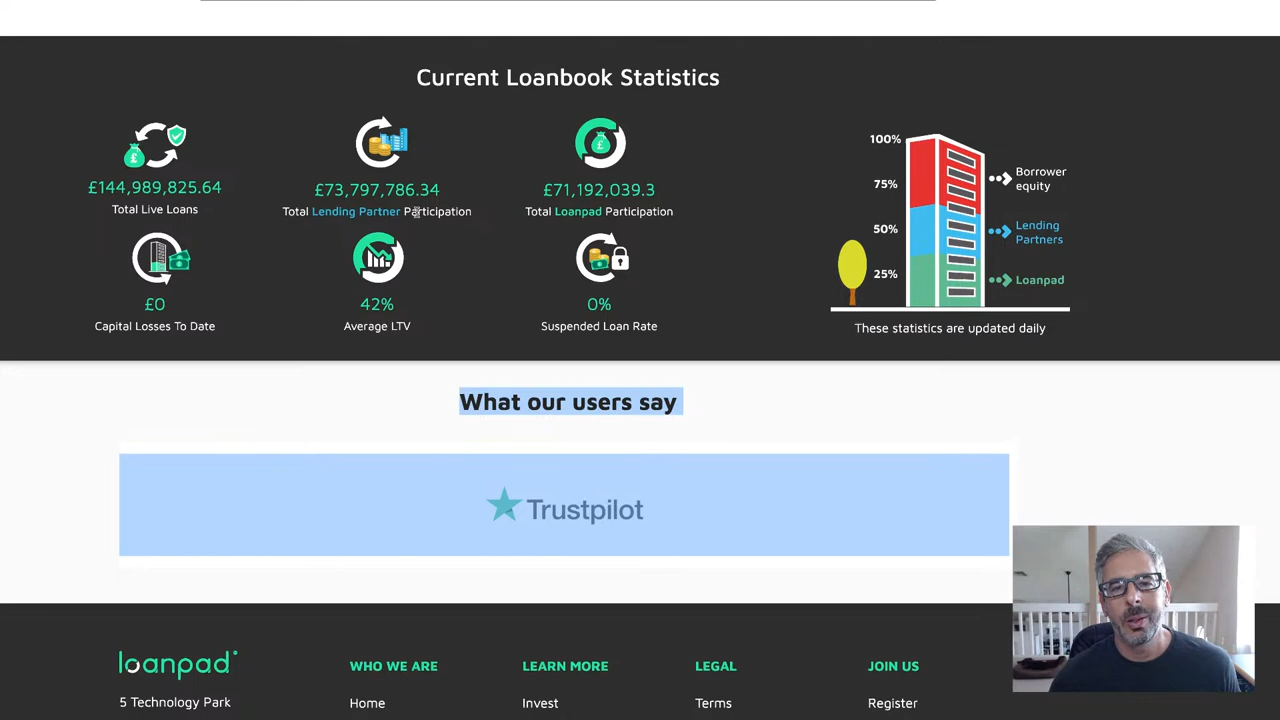 Current Loanbook Statistics
£144,989,825.64
Total Live Loans
£73,797,786.34
Total Lending Partner Participation
£71,192,039.3
Total Loanpad Participation
£0
Capital Losses To Date
42%
Average LTV
0%
Suspended Loan Rate
100%
75%
50%
25%
Borrower
equity
Lending
Partners
Loanpad
These statistics are updated daily
What our users say
Trustpilot
loanpad
5 Technology Park
WHO WE ARE
Home
LEARN MORE
Invest
LEGAL
Terms
JOIN US
Register